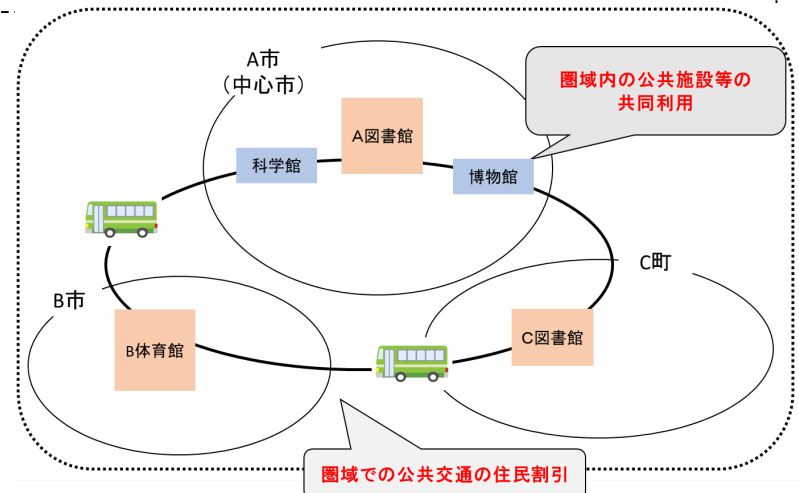 A市
（中心市）
圏域内の公共施設等の
共同利用
A図書館
科学館
博物館
C町
B市
C図書館
B体育館
圏域での公共交通の住民割引